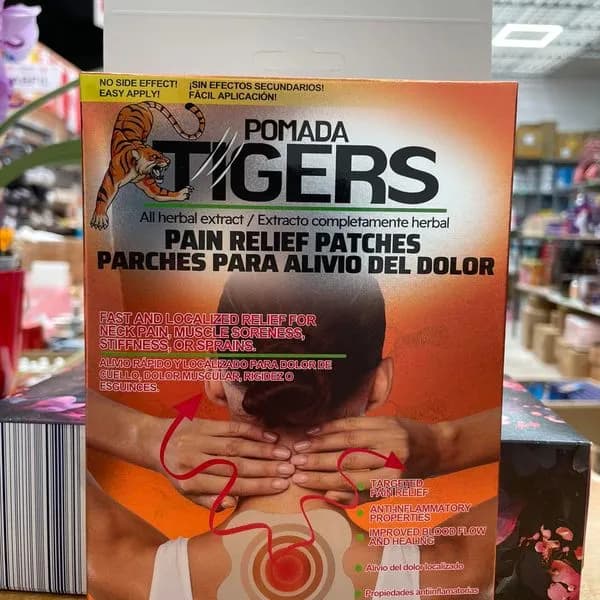 NO SIDE EFFECT!
EASY APPLY!
¡SIN EFECTOS SECUNDARIOS!
FÁCIL APLICACIÓN!
POMADA
TIGERS
All herbal extract / Extracto completamente herbal
PAIN RELIEF PATCHES
PARCHES PARA ALIVIO DEL DOLOR
FAST AND LOCALIZED RELIEF FOR
NECK PAIN, MUSCLE SORENESS,
STIFFNESS, OR SPRAINS.
ALIVIO RÁPIDO Y LOCALIZADO PARA DOLOR DE
CUELLO, DOLOR MUSCULAR, RIGIDEZ O
ESGUINCES.
TARGETED
PAIN RELIEF
ANTI-INFLAMMATORY
PROPERTIES
IMPROVED BLOOD FLOW
AND HEALING
Alivio del dolor localizado
Propiedades antiinflamatorias